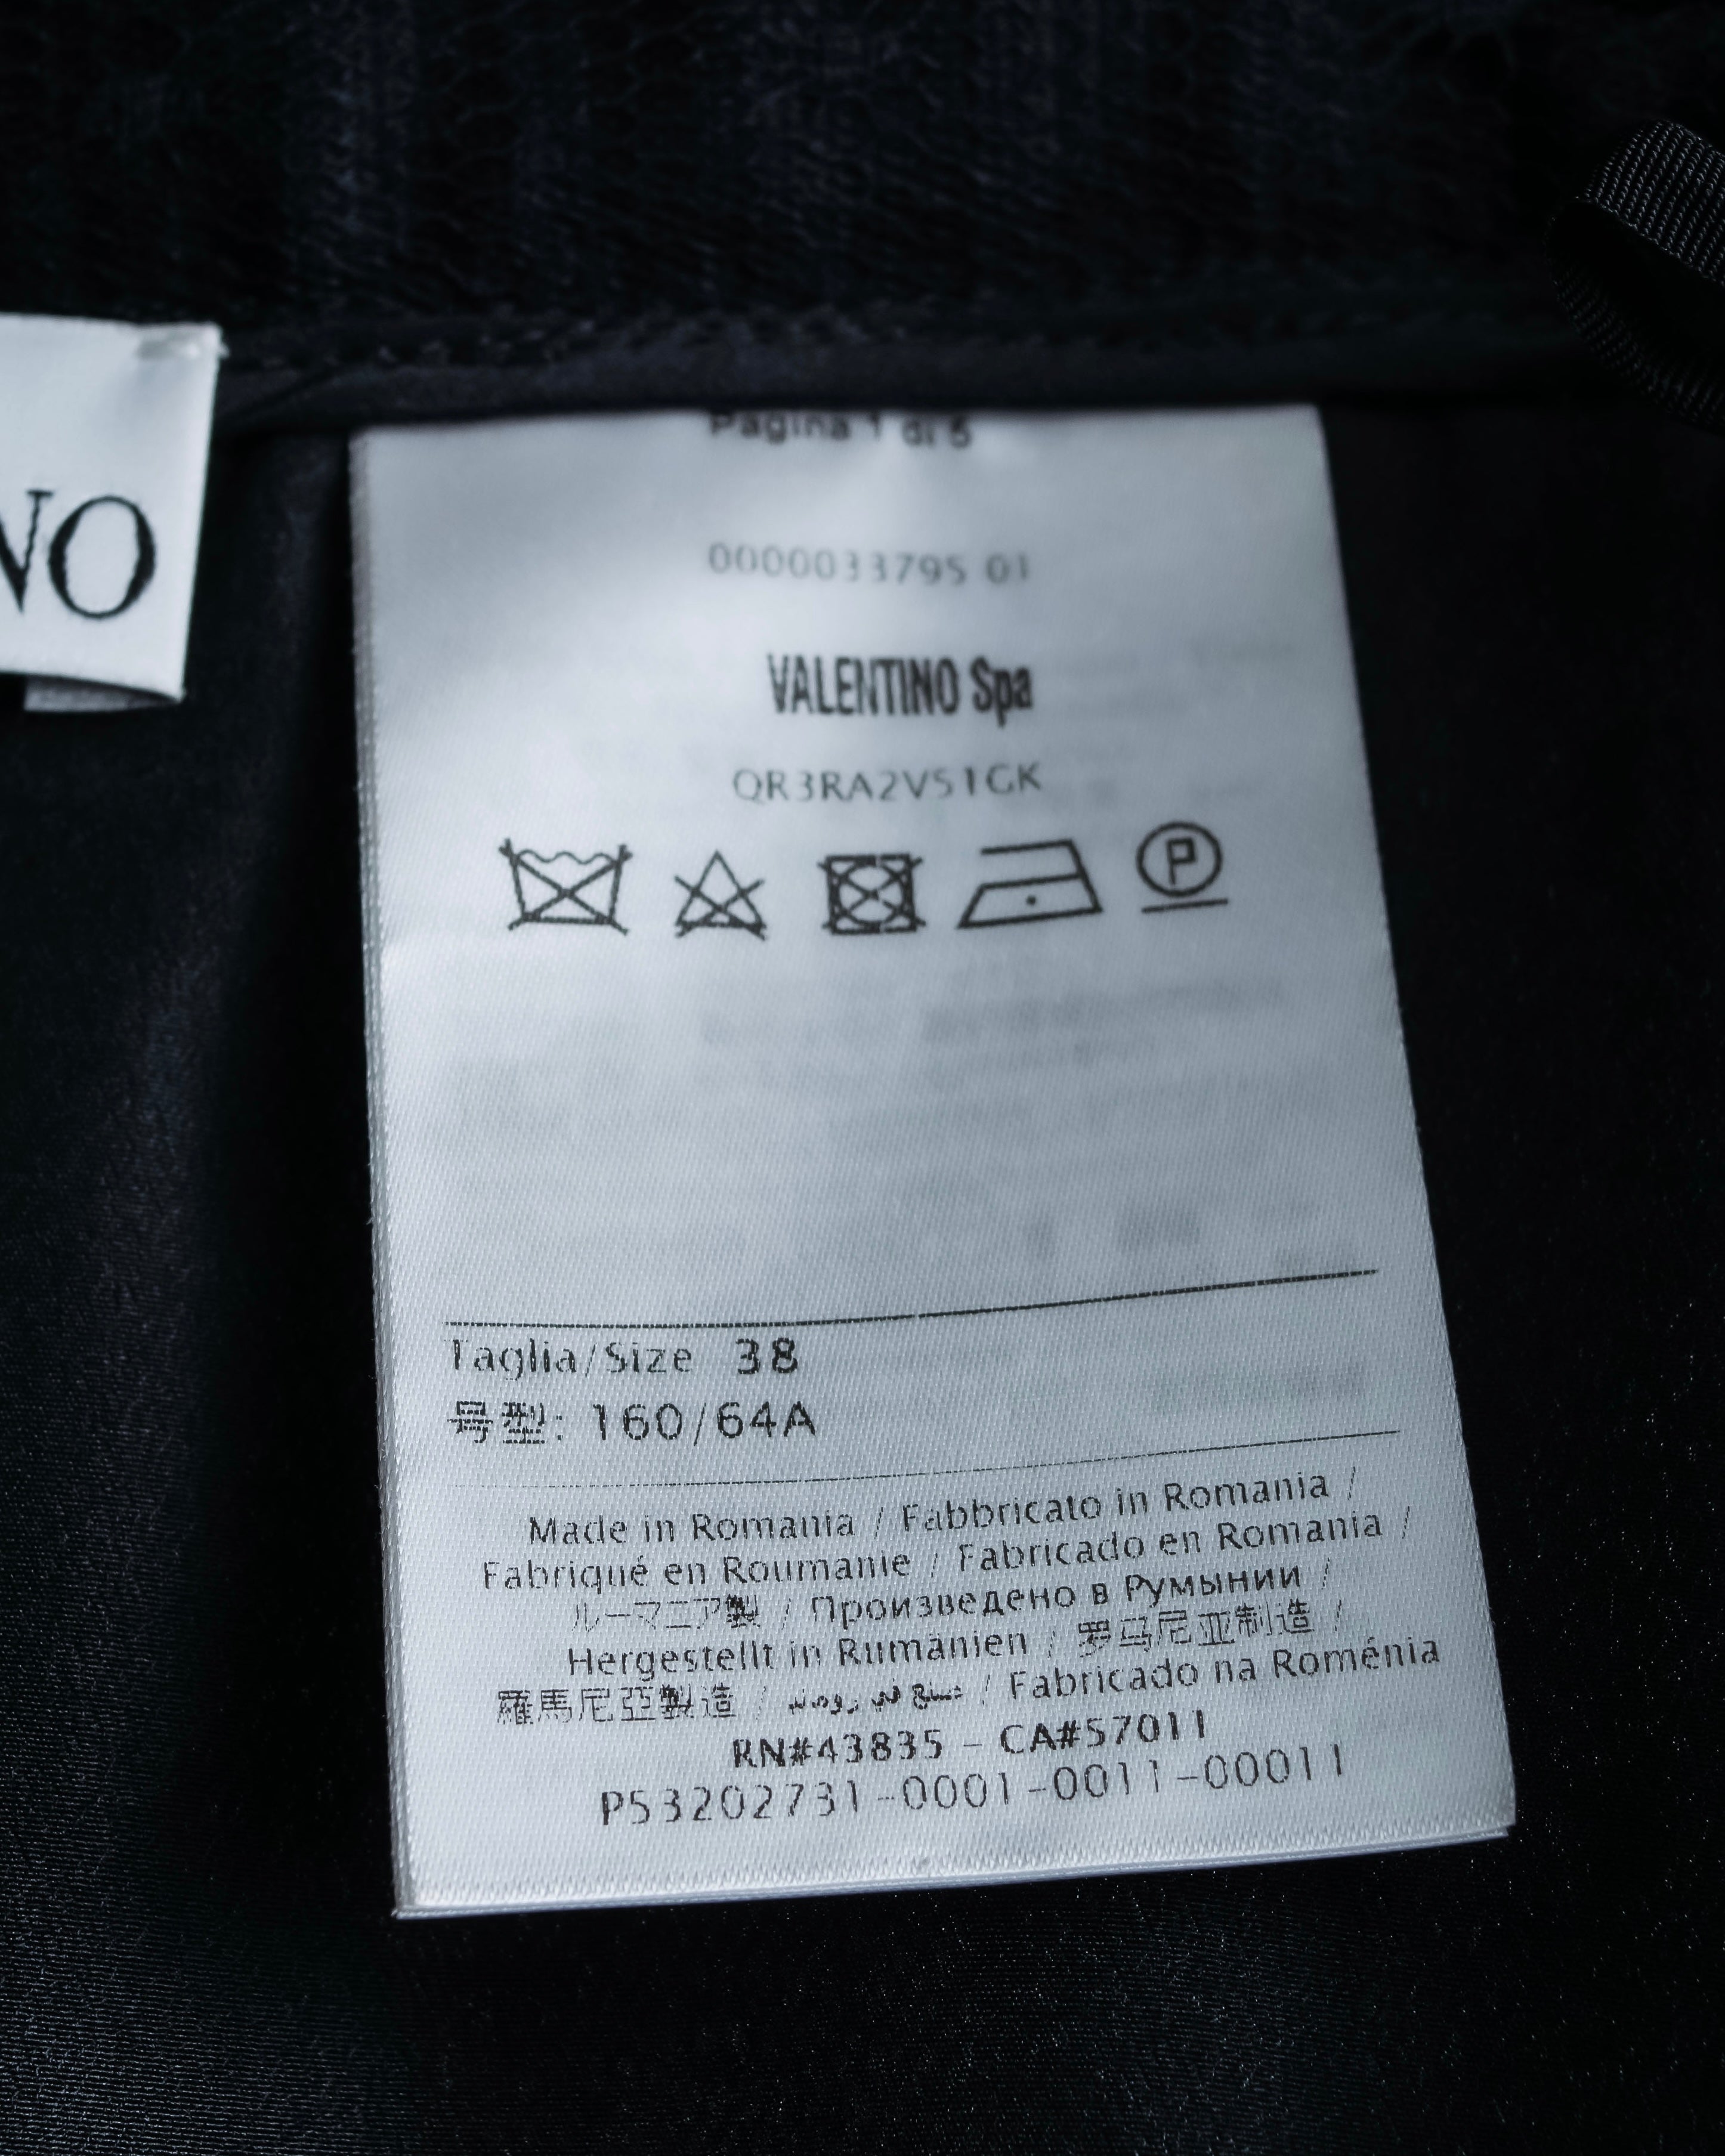 NO
Pagina 1 di 5
0000033795 01
VALENTINO Spa
QR3RA2V51GK
P
Taglia/Size 38
号型: 160/64A
Made in Romania / Fabbricato in Romania /
Fabriqué en Roumanie / Fabricado en Romania /
ルーマニア製 / Произведено в Румынии /
Hergestellt in Rumänien / 罗马尼亚制造 /
羅馬尼亞製造 / / Fabricado na Roménia
RN#43835 - CA#57011
P53202731-0001-0011-00011